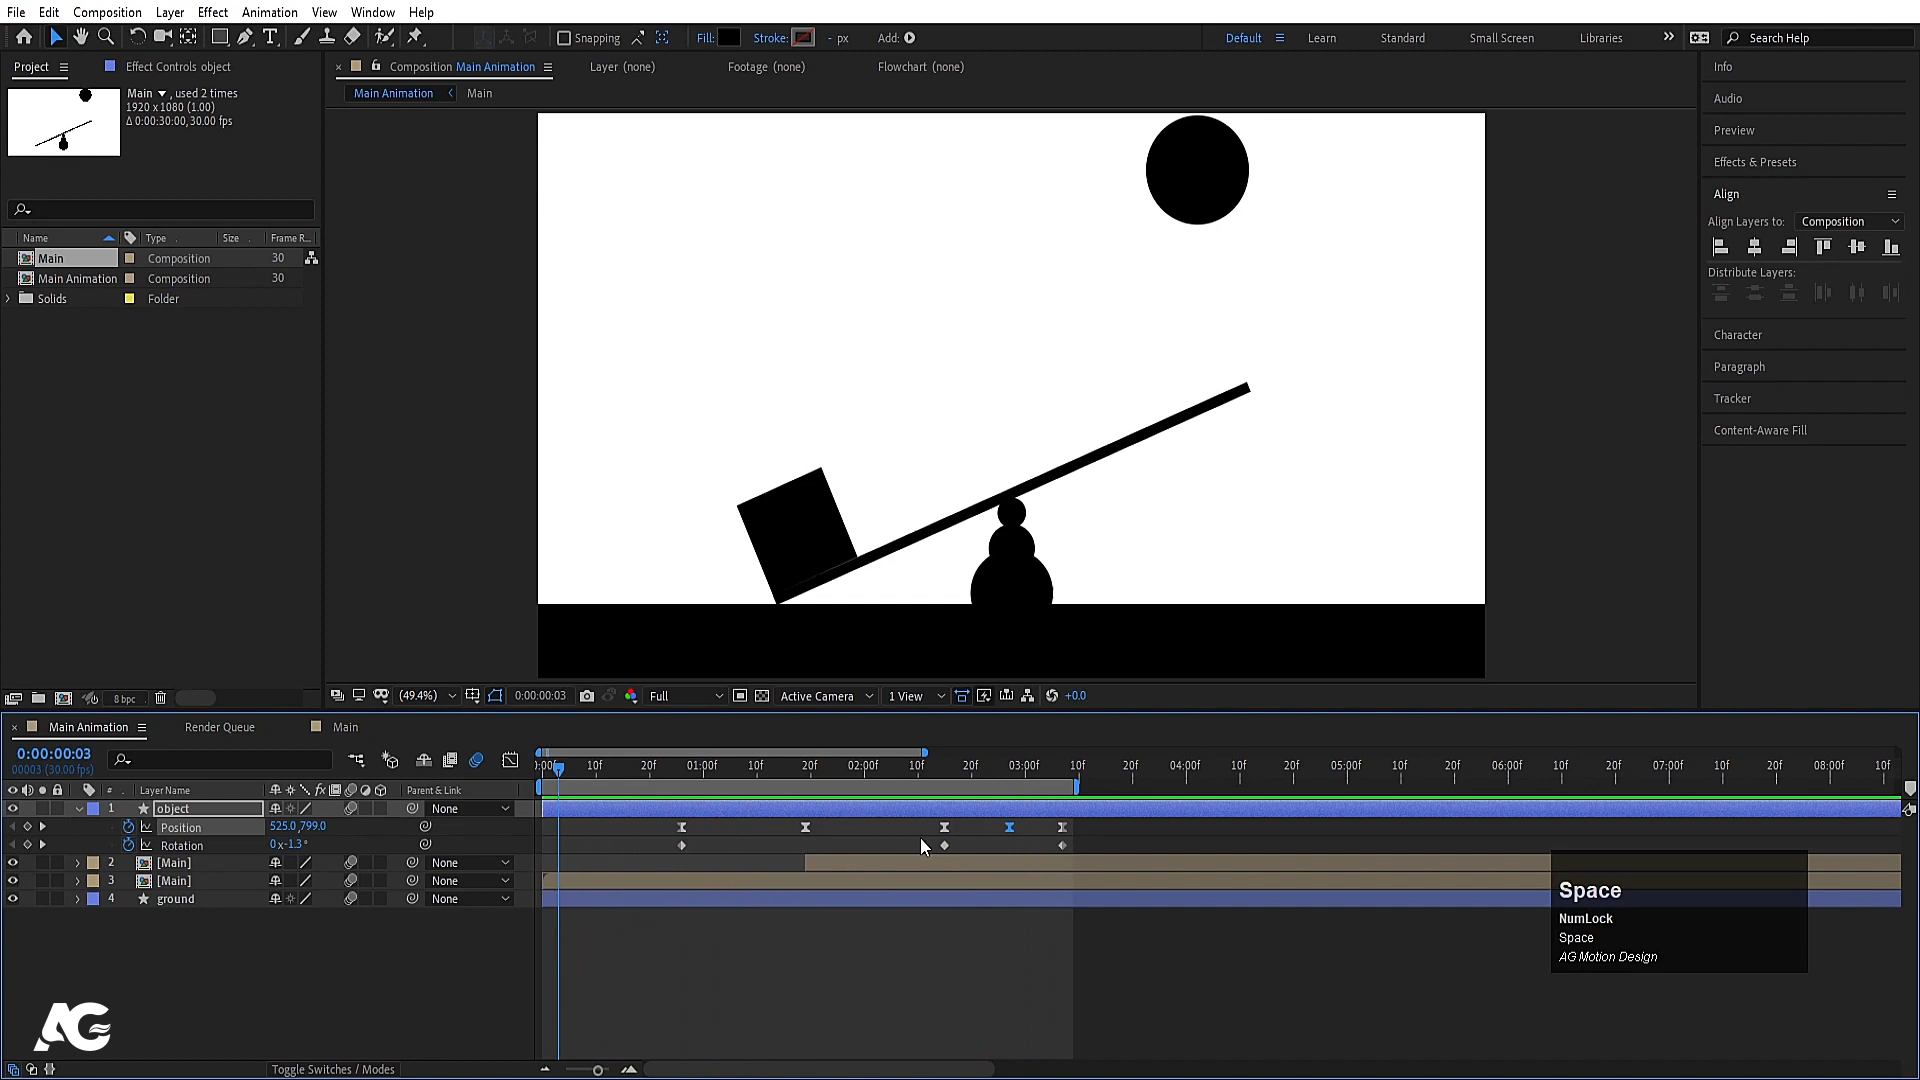 File Edit Composition Layer Effect Animation View Window Help
Snapping Fill: Stroke: - px Add: Default Learn Standard Small Screen Libraries Search Help
Project Effect Controls object
Main , used 2 times
1920 x 1080 (1.00)
Δ 0:00:30:00, 30.00 fps
Name Type Size Frame R...
Main Composition 30
Main Animation Composition 30
Solids Folder
8 bpc
Composition Main Animation Layer (none) Footage (none) Flowchart (none)
Main Animation Main
(49.4%) 0:00:00:03 Full Active Camera 1 View +0.0
Info
Audio
Preview
Effects & Presets
Align
Align Layers to: Composition
Distribute Layers:
Character
Paragraph
Tracker
Content-Aware Fill
Main Animation Render Queue Main
0:00:00:03
00003 (30.00 fps)
10f 20f 01:00f 10f 20f 02:00f 10f 20f 03:00f 10f 20f 04:00f 10f 20f 05:00f 10f 20f 06:00f 10f 20f 07:00f 10f 20f 08:00f 10f
# Layer Name fx Parent & Link
1 object None
Position 525.0,799.0
Rotation 0x-1.3°
2 [Main] None
3 [Main] None
4 ground None
Space
NumLock
Space
AG Motion Design
AG
Toggle Switches / Modes